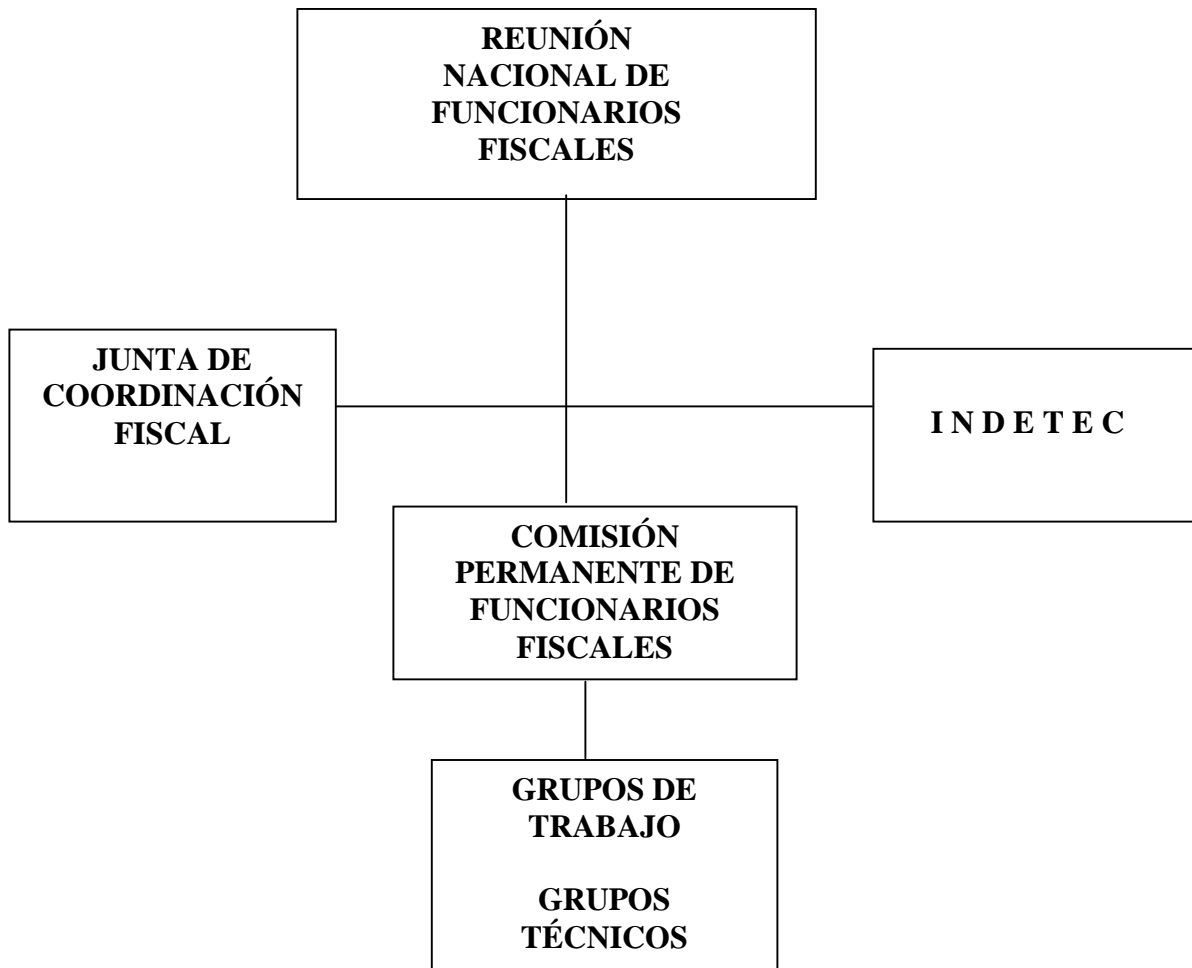 REUNIÓN
NACIONAL DE
FUNCIONARIOS
FISCALES
JUNTA DE
COORDINACIÓN
FISCAL
I N D E T E C
COMISIÓN
PERMANENTE DE
FUNCIONARIOS
FISCALES
GRUPOS DE
TRABAJO
GRUPOS
TÉCNICOS